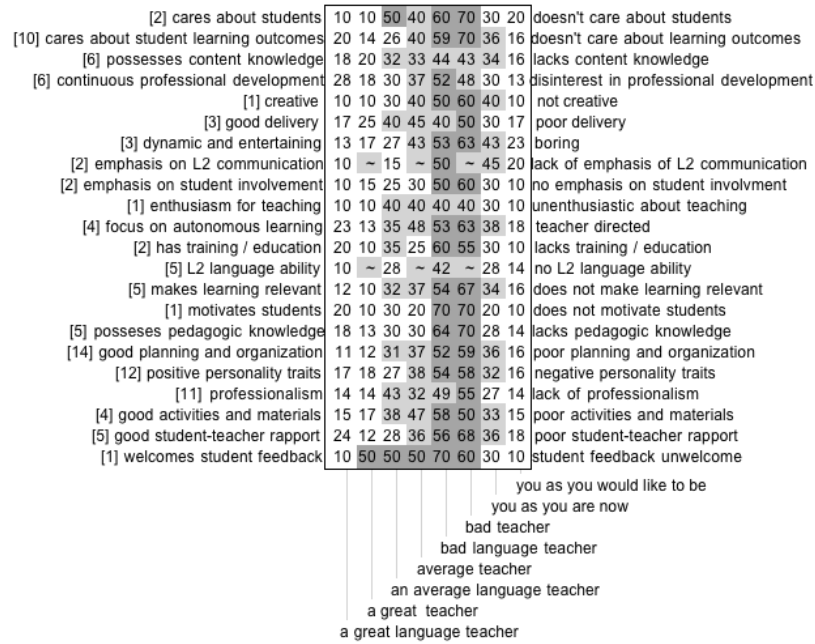 [2] cares about students 10 10 50 40 60 70 30 20 doesn't care about students
[10] cares about student learning outcomes 20 14 26 40 59 70 36 16 doesn't care about learning outcomes
[6] possesses content knowledge 18 20 32 33 44 43 34 16 lacks content knowledge
[6] continuous professional development 28 18 30 37 52 48 30 13 disinterest in professional development
[1] creative 10 10 30 40 50 60 40 10 not creative
[3] good delivery 17 25 40 45 40 50 30 17 poor delivery
[3] dynamic and entertaining 13 17 27 43 53 63 43 23 boring
[2] emphasis on L2 communication 10 ~ 15 ~ 50 ~ 45 20 lack of emphasis of L2 communication
[2] emphasis on student involvement 10 15 25 30 50 60 30 10 no emphasis on student involvment
[1] enthusiasm for teaching 10 10 40 40 40 40 30 10 unenthusiastic about teaching
[4] focus on autonomous learning 23 13 35 48 53 63 38 18 teacher directed
[2] has training / education 20 10 35 25 60 55 30 10 lacks training / education
[5] L2 language ability 10 ~ 28 ~ 42 ~ 28 14 no L2 language ability
[5] makes learning relevant 12 10 32 37 54 67 34 16 does not make learning relevant
[1] motivates students 20 10 30 20 70 70 20 10 does not motivate students
[5] posseses pedagogic knowledge 18 13 30 30 64 70 28 14 lacks pedagogic knowledge
[14] good planning and organization 11 12 31 37 52 59 36 16 poor planning and organization
[12] positive personality traits 17 18 27 38 54 58 32 16 negative personality traits
[11] professionalism 14 14 43 32 49 55 27 14 lack of professionalism
[4] good activities and materials 15 17 38 47 58 50 33 15 poor activities and materials
[5] good student-teacher rapport 24 12 28 36 56 68 36 18 poor student-teacher rapport
[1] welcomes student feedback 10 50 50 50 70 60 30 10 student feedback unwelcome
you as you would like to be
you as you are now
bad teacher
bad language teacher
average teacher
an average language teacher
a great teacher
a great language teacher